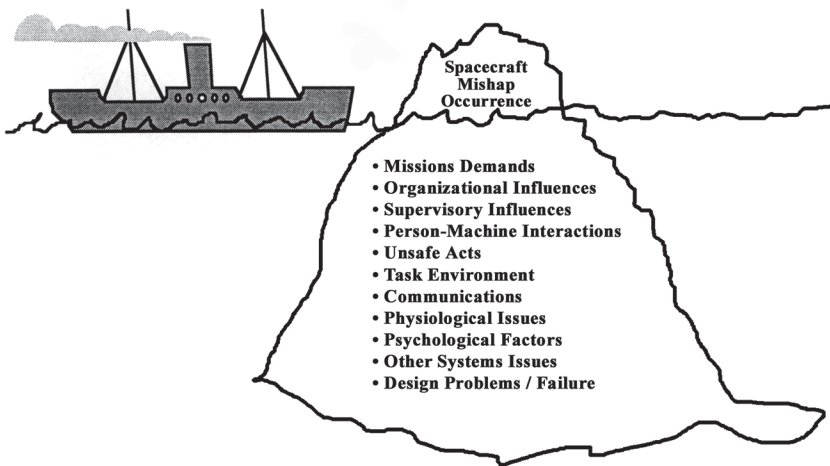 Spacecraft
Mishap
Occurrence
• Missions Demands
• Organizational Influences
• Supervisory Influences
• Person-Machine Interactions
• Unsafe Acts
• Task Environment
• Communications
• Physiological Issues
• Psychological Factors
• Other Systems Issues
• Design Problems / Failure